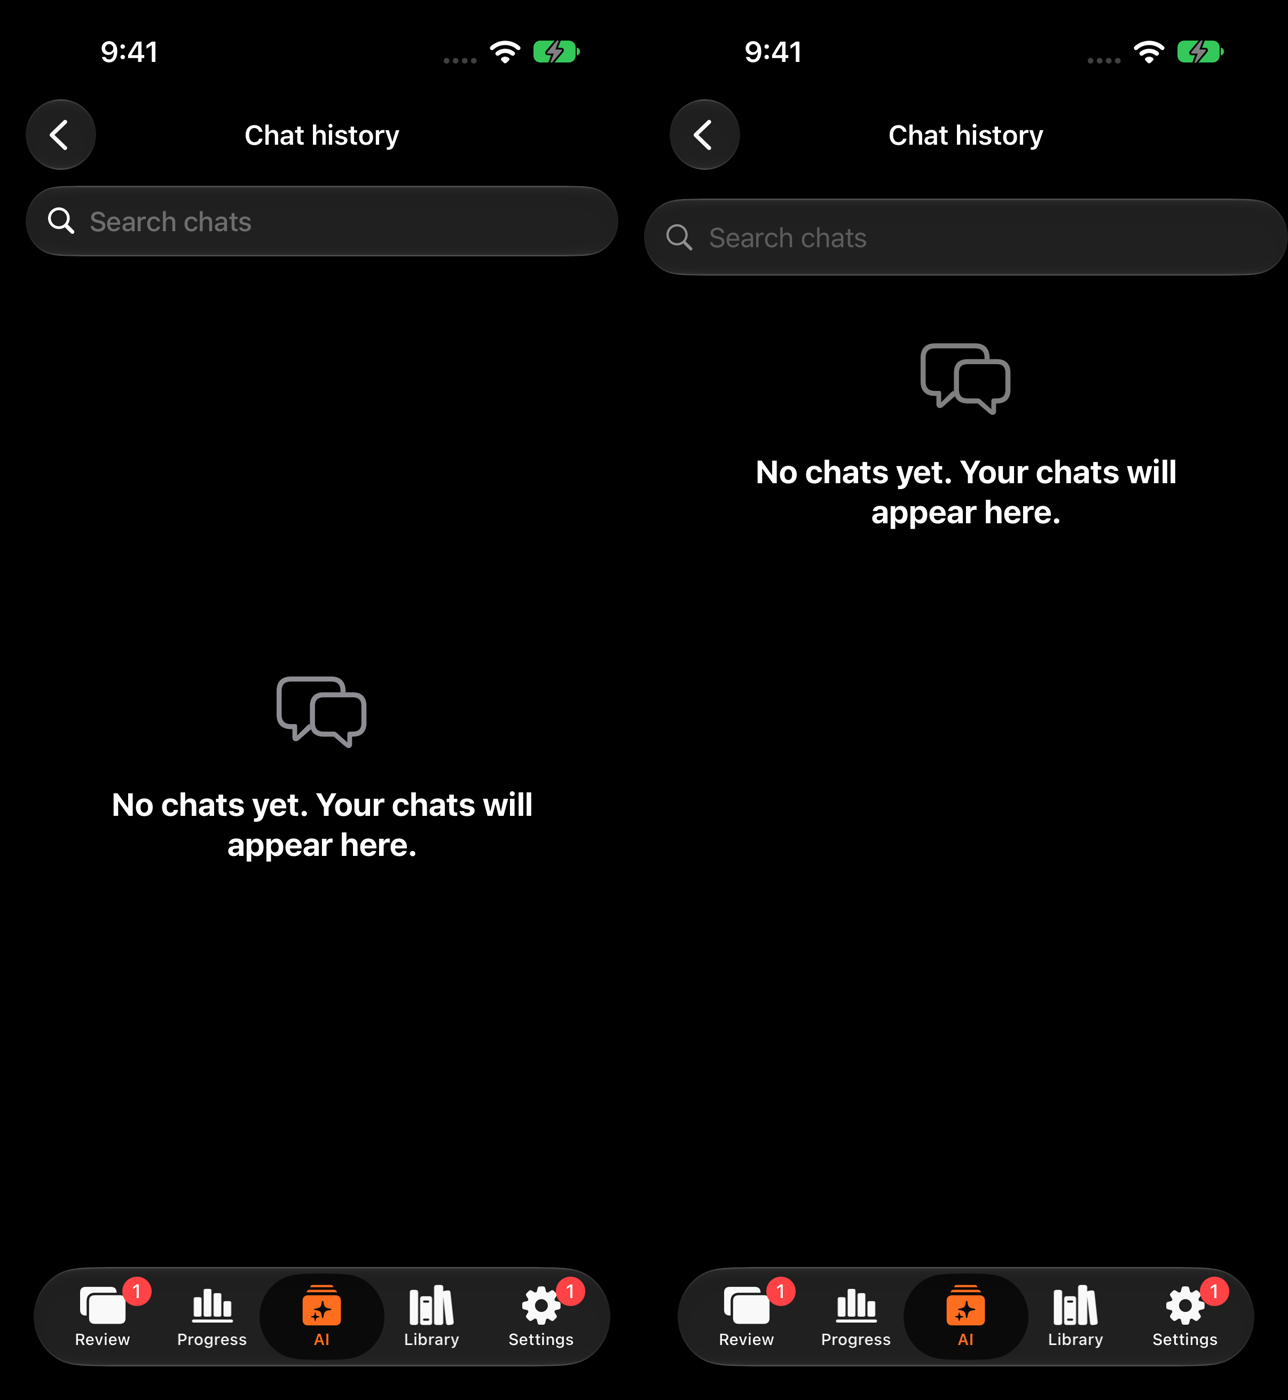 9:41
Chat history
Search chats
No chats yet. Your chats will
appear here.
1
Review
Progress
AI
Library
1
Settings
9:41
Chat history
Search chats
No chats yet. Your chats will
appear here.
1
Review
Progress
AI
Library
1
Settings